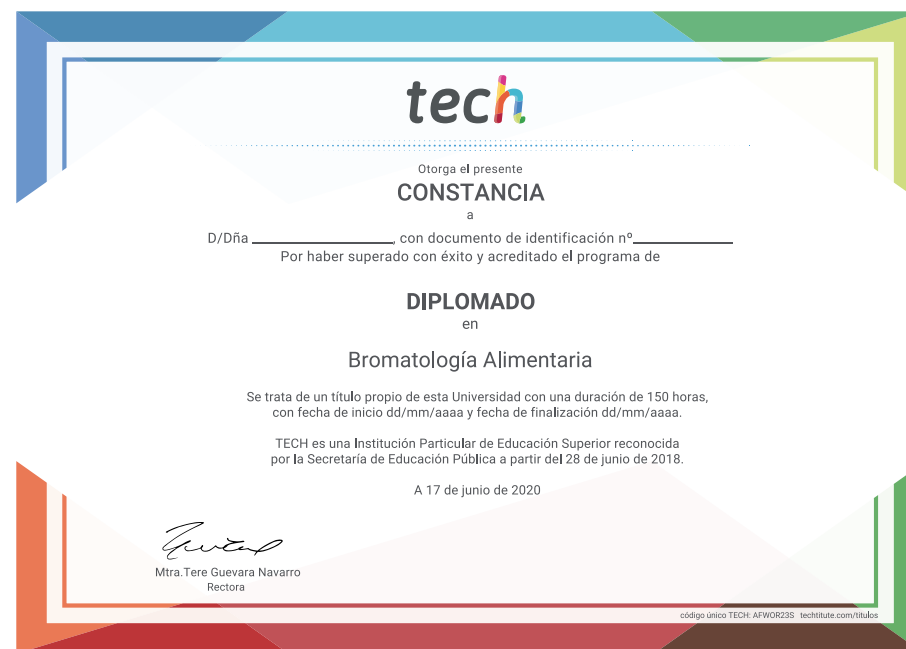 tech
Otorga el presente
CONSTANCIA
a
D/Dña ____________________, con documento de identificación nº______________
Por haber superado con éxito y acreditado el programa de
DIPLOMADO
en
Bromatología Alimentaria
Se trata de un título propio de esta Universidad con una duración de 150 horas,
con fecha de inicio dd/mm/aaaa y fecha de finalización dd/mm/aaaa.
TECH es una Institución Particular de Educación Superior reconocida
por la Secretaría de Educación Pública a partir del 28 de junio de 2018.
A 17 de junio de 2020
Mtra.Tere Guevara Navarro
Rectora
código único TECH: AFWOR23S techtitute.com/titulos